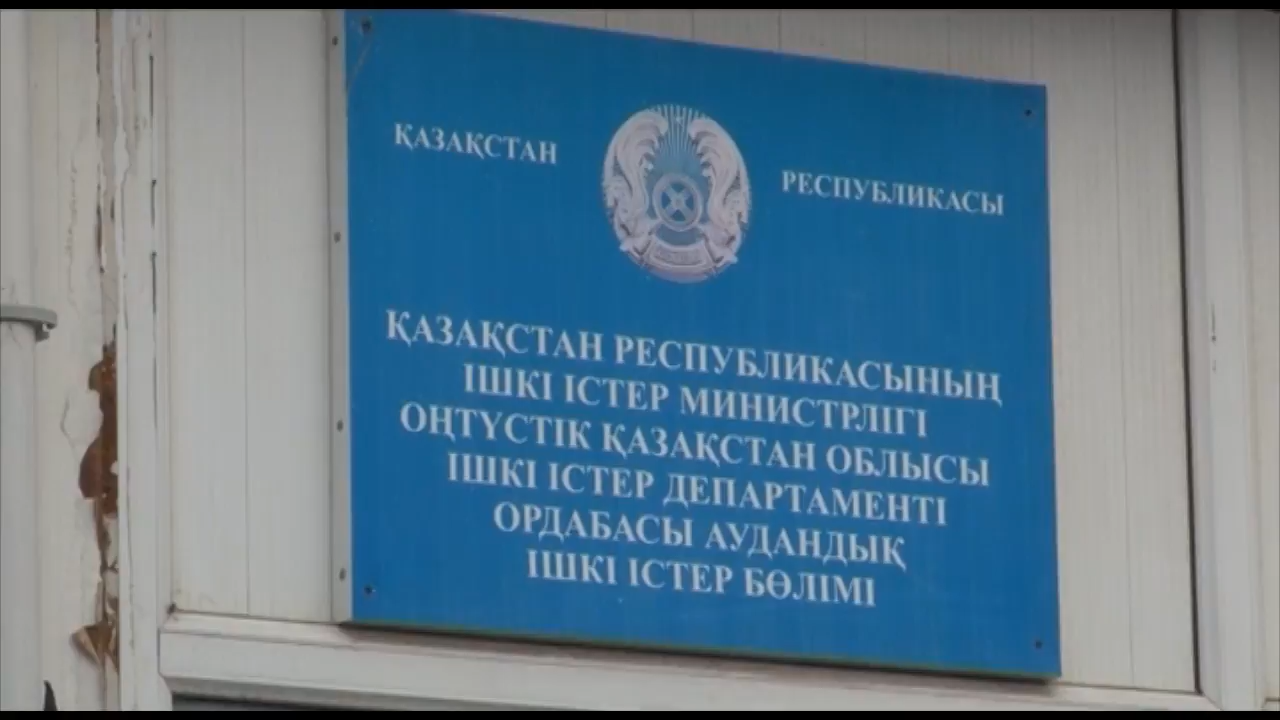 ҚАЗАҚСТАН РЕСПУБЛИКАСЫ
ҚАЗАҚСТАН РЕСПУБЛИКАСЫНЫҢ
ІШКІ ІСТЕР МИНИСТРЛІГІ
ОҢТҮСТІК ҚАЗАҚСТАН ОБЛЫСЫ
ІШКІ ІСТЕР ДЕПАРТАМЕНТІ
ОРДАБАСЫ АУДАНДЫҚ
ІШКІ ІСТЕР БӨЛІМІ